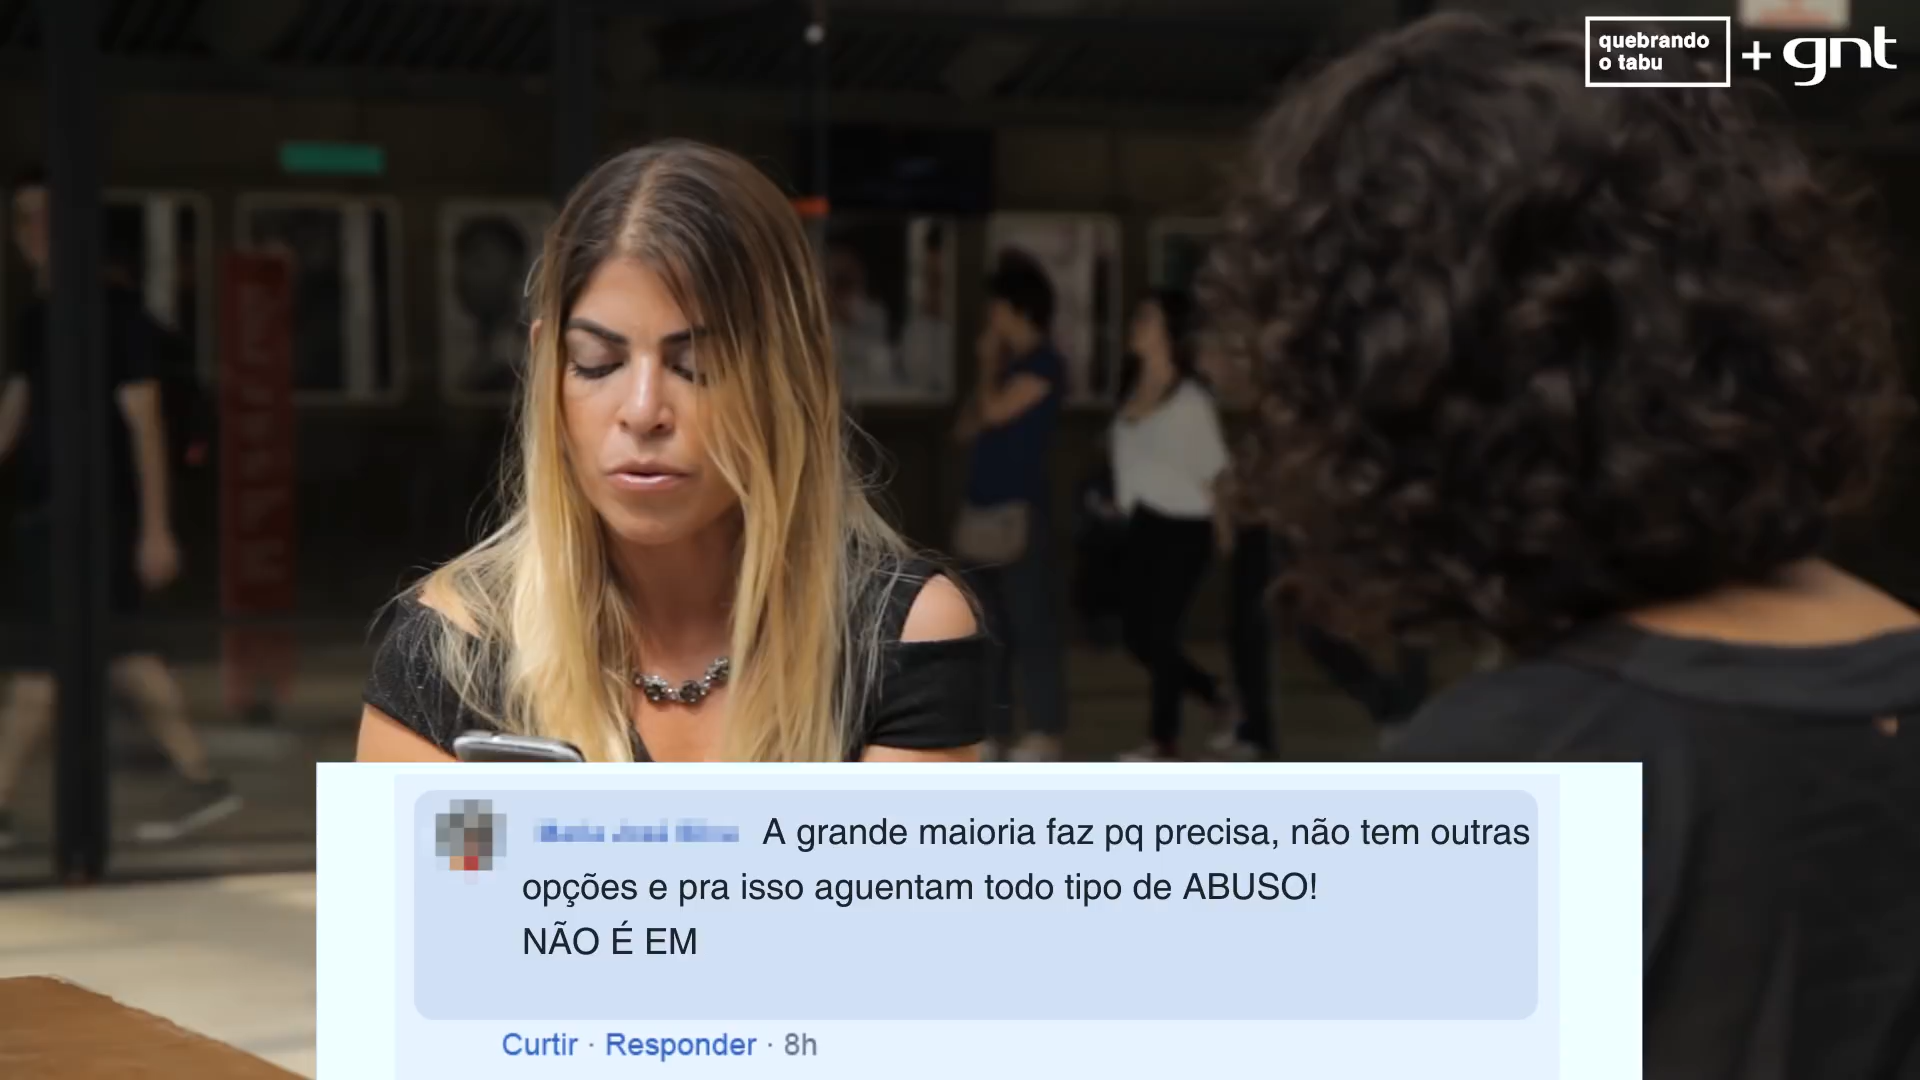 quebrando
o tabu
+ gnt
A grande maioria faz pq precisa, não tem outras
opções e pra isso aguentam todo tipo de ABUSO!
NÃO É EM
Curtir · Responder · 8h